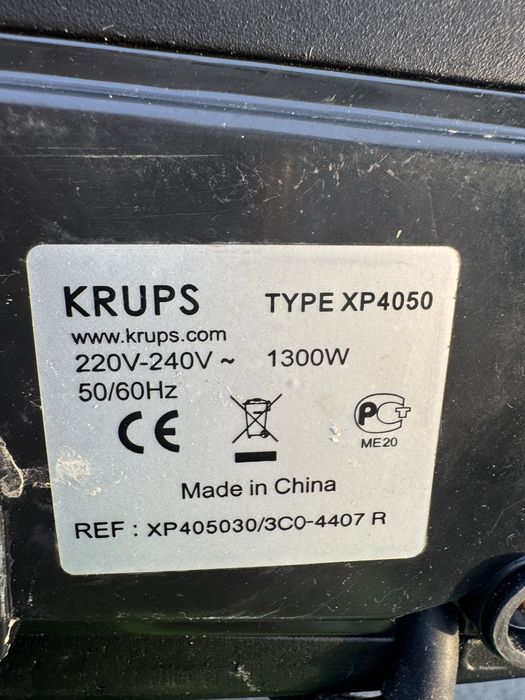 KRUPS TYPE XP4050
www.krups.com
220V-240V ~ 1300W
50/60Hz
CE PCT
ME20
Made in China
REF : XP405030/3C0-4407 R